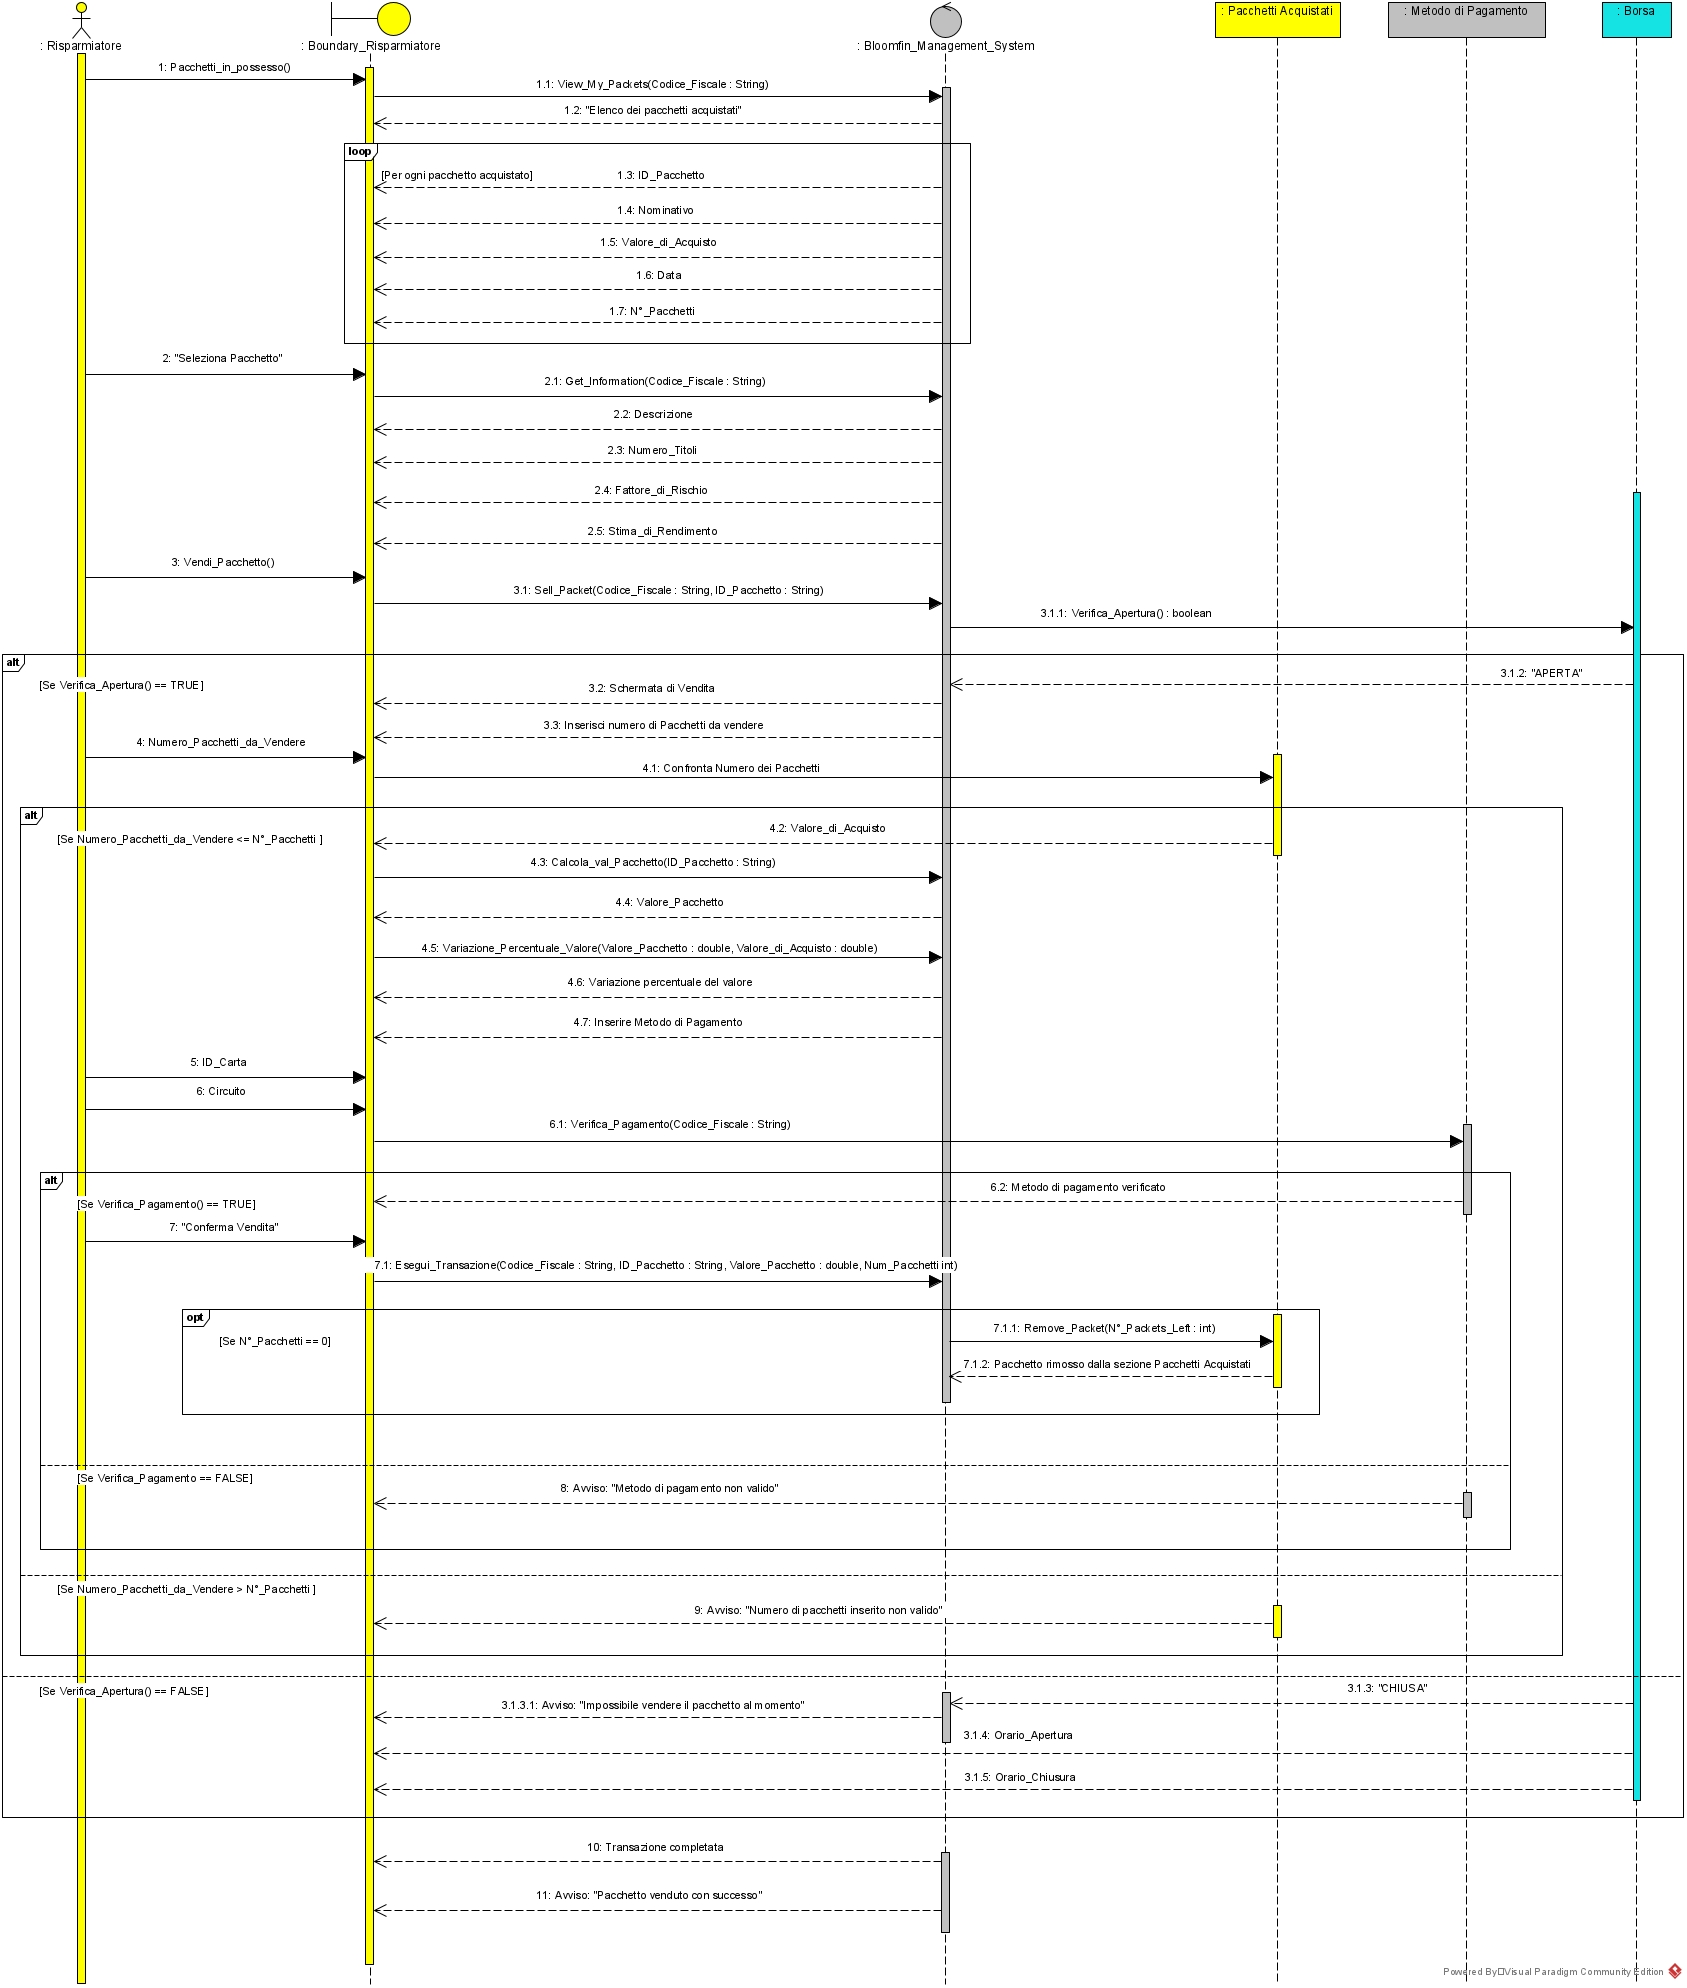 : Risparmiatore
: Boundary_Risparmiatore
: Bloomfin_Management_System
: Pacchetti Acquistati
: Metodo di Pagamento
: Borsa
1: Pacchetti_in_possesso()
1.1: View_My_Packets(Codice_Fiscale : String)
1.2: "Elenco dei pacchetti acquistati"
loop
[Per ogni pacchetto acquistato]
1.3: ID_Pacchetto
1.4: Nominativo
1.5: Valore_di_Acquisto
1.6: Data
1.7: N°_Pacchetti
2: "Seleziona Pacchetto"
2.1: Get_Information(Codice_Fiscale : String)
2.2: Descrizione
2.3: Numero_Titoli
2.4: Fattore_di_Rischio
2.5: Stima_di_Rendimento
3: Vendi_Pacchetto()
3.1: Sell_Packet(Codice_Fiscale : String, ID_Pacchetto : String)
3.1.1: Verifica_Apertura() : boolean
alt
[Se Verifica_Apertura() == TRUE]
3.1.2: "APERTA"
3.2: Schermata di Vendita
3.3: Inserisci numero di Pacchetti da vendere
4: Numero_Pacchetti_da_Vendere
4.1: Confronta Numero dei Pacchetti
alt
[Se Numero_Pacchetti_da_Vendere <= N°_Pacchetti ]
4.2: Valore_di_Acquisto
4.3: Calcola_val_Pacchetto(ID_Pacchetto : String)
4.4: Valore_Pacchetto
4.5: Variazione_Percentuale_Valore(Valore_Pacchetto : double, Valore_di_Acquisto : double)
4.6: Variazione percentuale del valore
4.7: Inserire Metodo di Pagamento
5: ID_Carta
6: Circuito
6.1: Verifica_Pagamento(Codice_Fiscale : String)
alt
[Se Verifica_Pagamento() == TRUE]
6.2: Metodo di pagamento verificato
7: "Conferma Vendita"
7.1: Esegui_Transazione(Codice_Fiscale : String, ID_Pacchetto : String, Valore_Pacchetto : double, Num_Pacchetti int)
opt
[Se N°_Pacchetti == 0]
7.1.1: Remove_Packet(N°_Packets_Left : int)
7.1.2: Pacchetto rimosso dalla sezione Pacchetti Acquistati
[Se Verifica_Pagamento == FALSE]
8: Avviso: "Metodo di pagamento non valido"
[Se Numero_Pacchetti_da_Vendere > N°_Pacchetti ]
9: Avviso: "Numero di pacchetti inserito non valido"
[Se Verifica_Apertura() == FALSE]
3.1.3: "CHIUSA"
3.1.3.1: Avviso: "Impossibile vendere il pacchetto al momento"
3.1.4: Orario_Apertura
3.1.5: Orario_Chiusura
10: Transazione completata
11: Avviso: "Pacchetto venduto con successo"
Powered By Visual Paradigm Community Edition